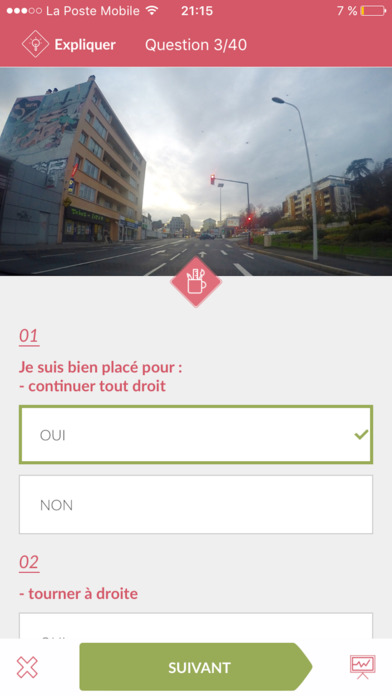 La Poste Mobile 21:15 7 %
Expliquer Question 3/40
01
Je suis bien placé pour :
- continuer tout droit
OUI
NON
02
- tourner à droite
SUIVANT